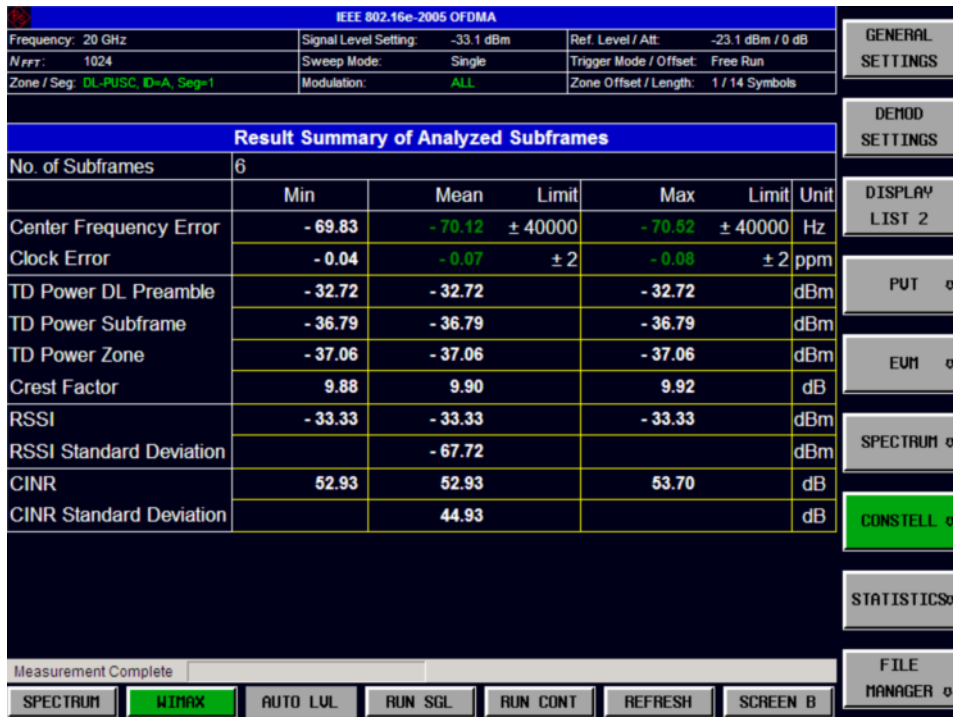 IEEE 802.16e-2005 OFDMA
Frequency: 20 GHz Signal Level Setting: -33.1 dBm Ref. Level / Att: -23.1 dBm / 0 dB
NFFT: 1024 Sweep Mode: Single Trigger Mode / Offset: Free Run
Zone / Seg: DL-PUSC, ID=A, Seg=1 Modulation: ALL Zone Offset / Length: 1 / 14 Symbols
Result Summary of Analyzed Subframes
No. of Subframes 6
Min Mean Limit Max Limit Unit
Center Frequency Error - 69.83 - 70.12 ± 40000 - 70.52 ± 40000 Hz
Clock Error - 0.04 - 0.07 ± 2 - 0.08 ± 2 ppm
TD Power DL Preamble - 32.72 - 32.72 - 32.72 dBm
TD Power Subframe - 36.79 - 36.79 - 36.79 dBm
TD Power Zone - 37.06 - 37.06 - 37.06 dBm
Crest Factor 9.88 9.90 9.92 dB
RSSI - 33.33 - 33.33 - 33.33 dBm
RSSI Standard Deviation - 67.72 dBm
CINR 52.93 52.93 53.70 dB
CINR Standard Deviation 44.93 dB
Measurement Complete
SPECTRUM WIMAX AUTO LVL RUN SGL RUN CONT REFRESH SCREEN B
GENERAL
SETTINGS
DEMOD
SETTINGS
DISPLAY
LIST 2
PVT
EVM
SPECTRUM
CONSTELL
STATISTICS
FILE
MANAGER